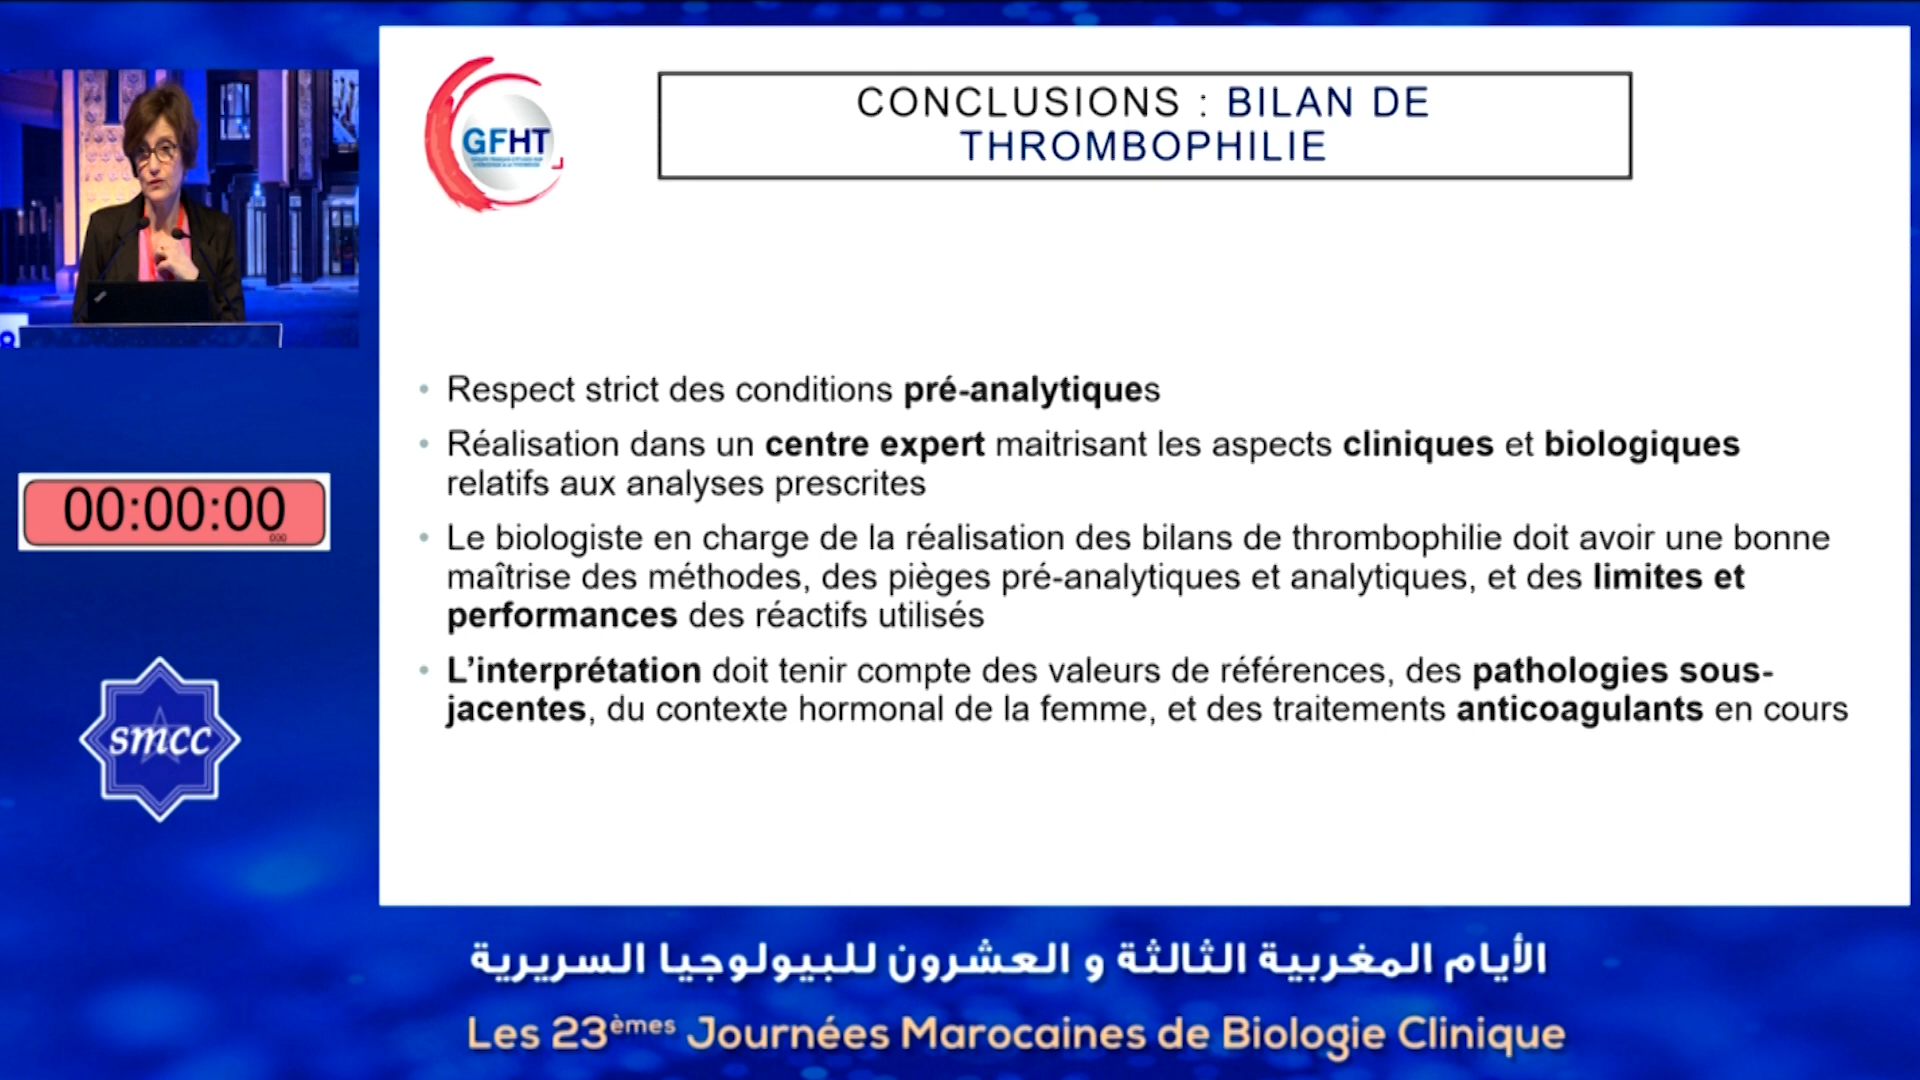 GFHT
CONCLUSIONS : BILAN DE
THROMBOPHILIE
• Respect strict des conditions pré-analytiques
• Réalisation dans un centre expert maitrisant les aspects cliniques et biologiques
relatifs aux analyses prescrites
• Le biologiste en charge de la réalisation des bilans de thrombophilie doit avoir une bonne
maîtrise des méthodes, des pièges pré-analytiques et analytiques, et des limites et
performances des réactifs utilisés
• L’interprétation doit tenir compte des valeurs de références, des pathologies sous-
jacentes, du contexte hormonal de la femme, et des traitements anticoagulants en cours
00:00:00
000
smcc
الأيام المغربية الثالثة و العشرون للبيولوجيا السريرية
Les 23èmes Journées Marocaines de Biologie Clinique